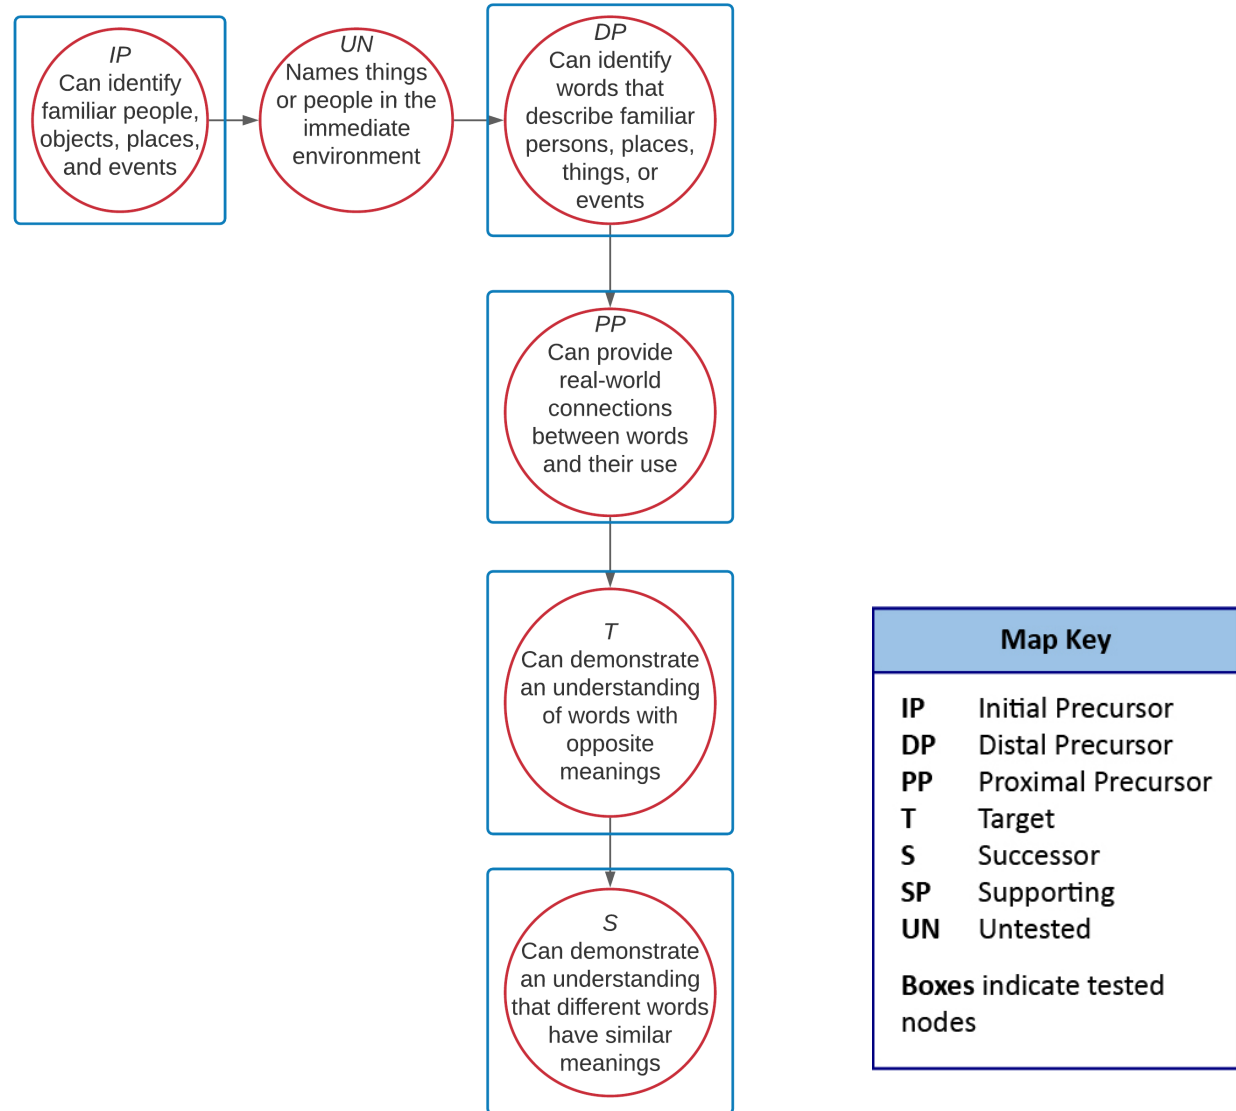 IP
Can identify
familiar people,
objects, places,
and events
UN
Names things
or people in the
immediate
environment
DP
Can identify
words that
describe familiar
persons, places,
things, or
events
PP
Can provide
real-world
connections
between words
and their use
T
Can demonstrate
an understanding
of words with
opposite
meanings
S
Can demonstrate
an understanding
that different words
have similar
meanings
Map Key
IP Initial Precursor
DP Distal Precursor
PP Proximal Precursor
T Target
S Successor
SP Supporting
UN Untested
Boxes indicate tested
nodes